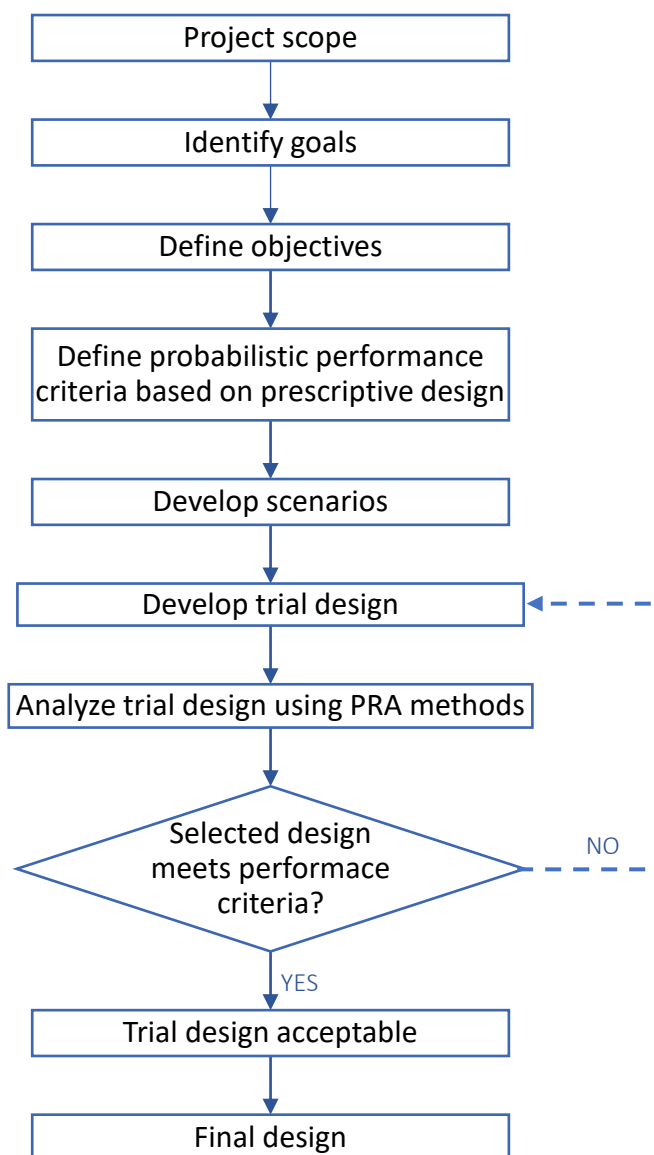 Project scope
Identify goals
Define objectives
Define probabilistic performance
criteria based on prescriptive design
Develop scenarios
Develop trial design
Analyze trial design using PRA methods
Selected design
meets performace
criteria?
NO
YES
Trial design acceptable
Final design